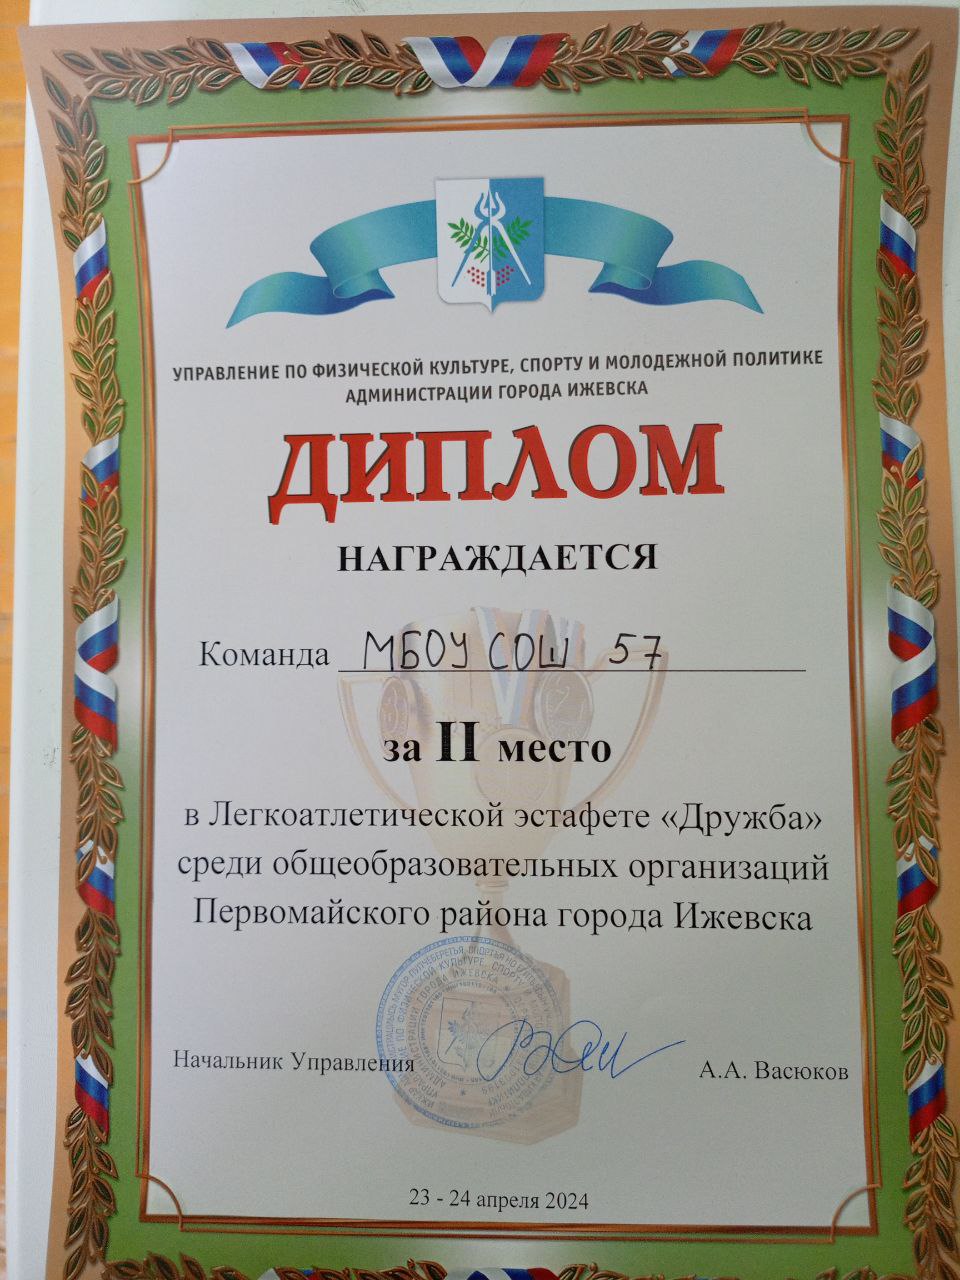 УПРАВЛЕНИЕ ПО ФИЗИЧЕСКОЙ КУЛЬТУРЕ, СПОРТУ И МОЛОДЕЖНОЙ ПОЛИТИКЕ
АДМИНИСТРАЦИИ ГОРОДА ИЖЕВСКА
ДИПЛОМ
НАГРАЖДАЕТСЯ
Команда МБОУ СОШ 57
за II место
в Легкоатлетической эстафете «Дружба»
среди общеобразовательных организаций
Первомайского района города Ижевска
Начальник Управления
А.А. Васюков
23 - 24 апреля 2024